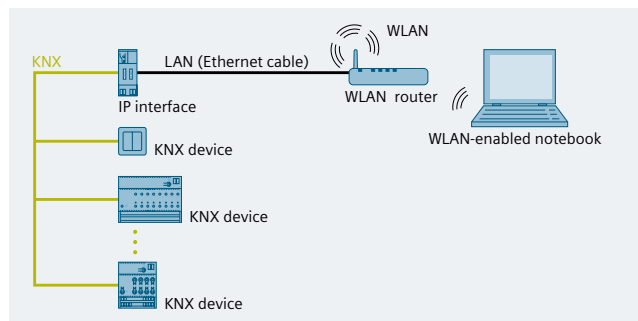 WLAN
KNX
LAN (Ethernet cable)
IP interface
WLAN router
WLAN-enabled notebook
KNX device
KNX device
KNX device